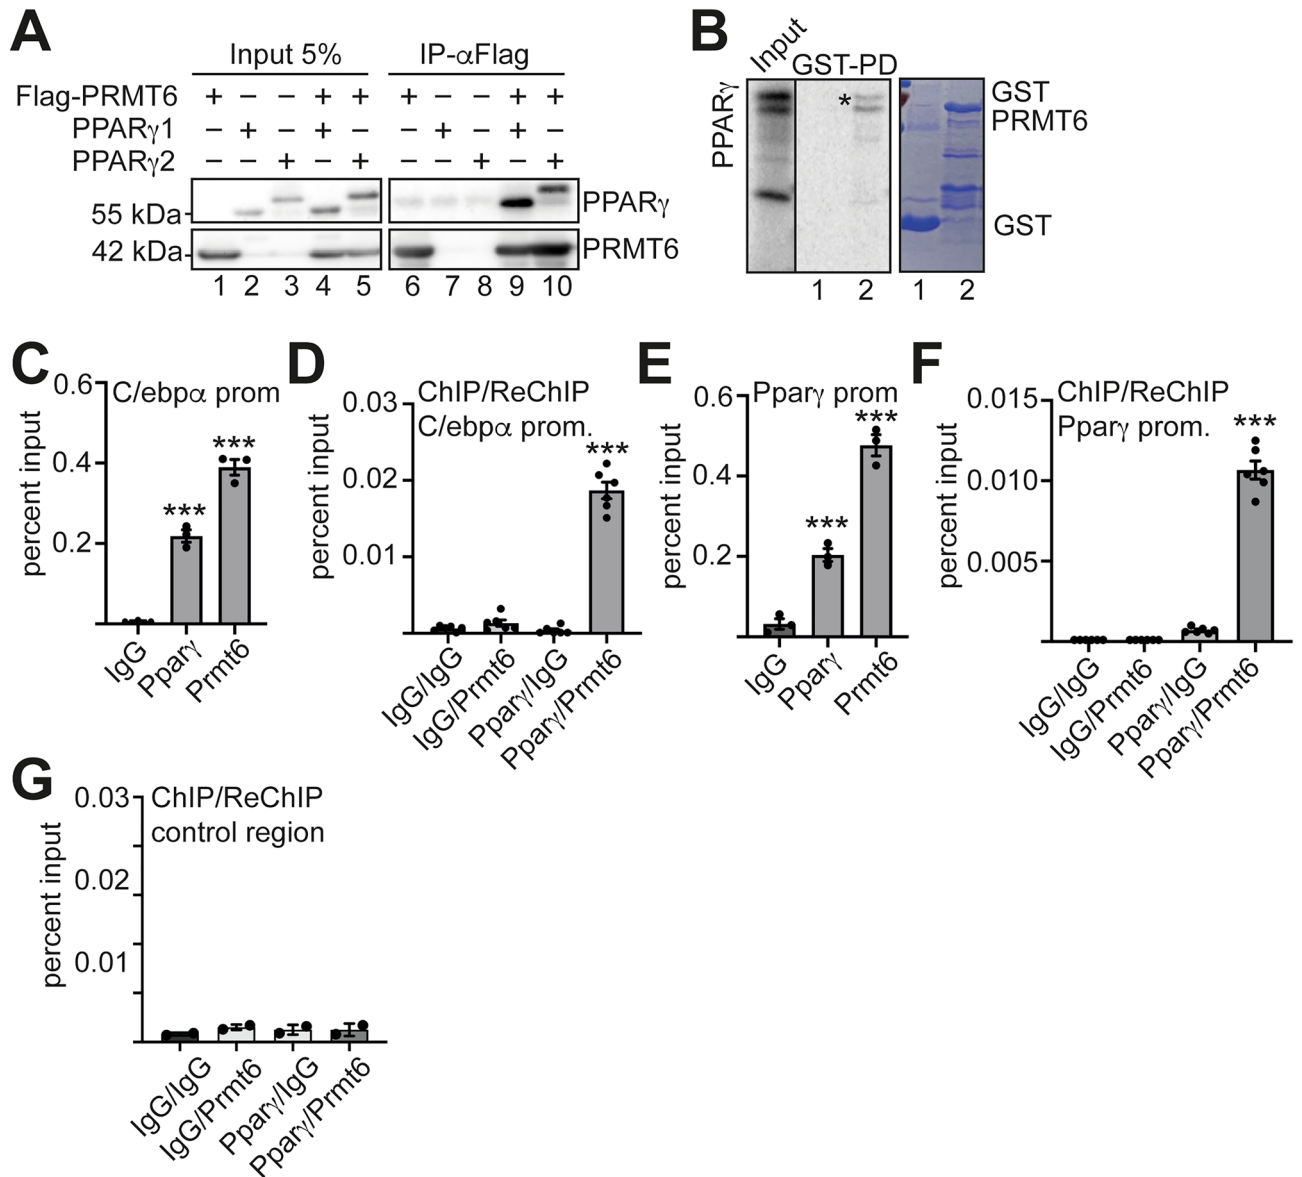 A
Input 5%
IP-αFlag
Flag-PRMT6 + − − + + + − − + +
PPARγ1 − + − + − − + − + −
PPARγ2 − − + − + − − + − +
55 kDa
PPARγ
42 kDa
PRMT6
1 2 3 4 5 6 7 8 9 10
B
Input
GST-PD
PPARγ
*
GST
PRMT6
GST
1 2 1 2
C
C/ebpα prom
percent input
0.6
0.4
0.2
***
***
IgG
Pparγ
Prmt6
D
ChIP/ReChIP
C/ebpα prom.
percent input
0.03
0.02
0.01
***
IgG/IgG
IgG/Prmt6
Pparγ/IgG
Pparγ/Prmt6
E
Pparγ prom
percent input
0.6
0.4
0.2
***
***
IgG
Pparγ
Prmt6
F
ChIP/ReChIP
Pparγ prom.
percent input
0.015
0.010
0.005
***
IgG/IgG
IgG/Prmt6
Pparγ/IgG
Pparγ/Prmt6
G
ChIP/ReChIP
control region
percent input
0.03
0.02
0.01
IgG/IgG
IgG/Prmt6
Pparγ/IgG
Pparγ/Prmt6